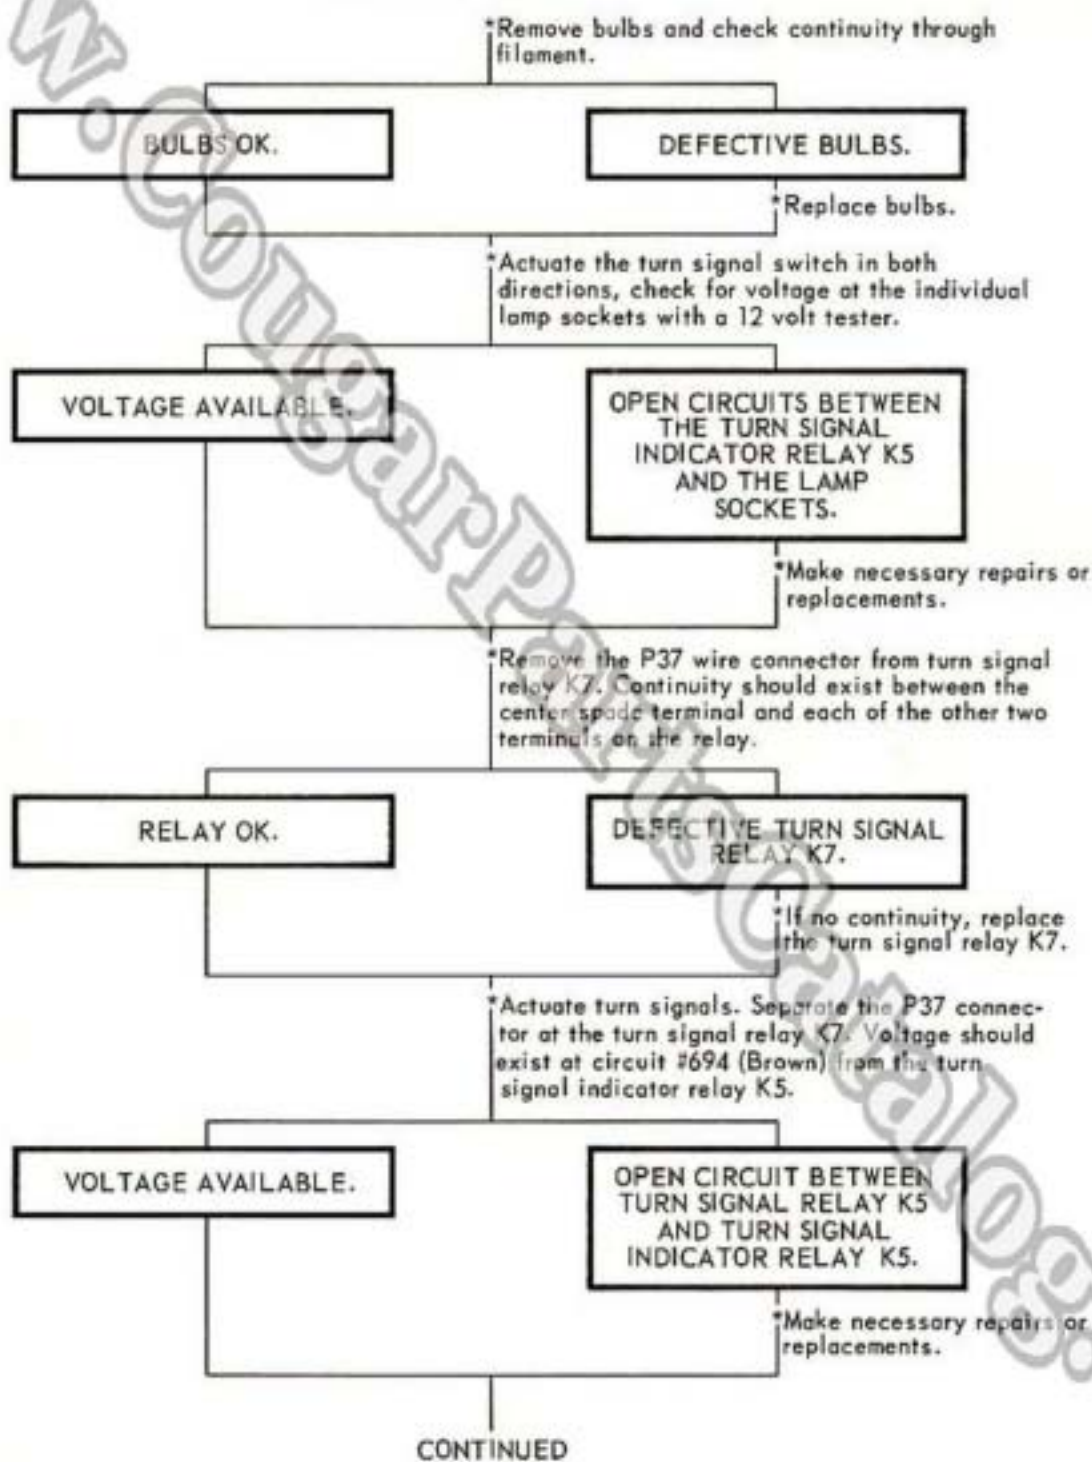 *Remove bulbs and check continuity through
filament.
BULBS OK.
DEFECTIVE BULBS.
*Replace bulbs.
*Actuate the turn signal switch in both
directions, check for voltage at the individual
lamp sockets with a 12 volt tester.
VOLTAGE AVAILABLE.
OPEN CIRCUITS BETWEEN
THE TURN SIGNAL
INDICATOR RELAY K5
AND THE LAMP
SOCKETS.
*Make necessary repairs or
replacements.
*Remove the P37 wire connector from turn signal
relay K7. Continuity should exist between the
center spade terminal and each of the other two
terminals on the relay.
RELAY OK.
DEFECTIVE TURN SIGNAL
RELAY K7.
*If no continuity, replace
the turn signal relay K7.
*Actuate turn signals. Separate the P37 connec-
tor at the turn signal relay K7. Voltage should
exist at circuit #694 (Brown) from the turn
signal indicator relay K5.
VOLTAGE AVAILABLE.
OPEN CIRCUIT BETWEEN
TURN SIGNAL RELAY K5
AND TURN SIGNAL
INDICATOR RELAY K5.
*Make necessary repairs or
replacements.
CONTINUED
w.CougarPartsCatalog.